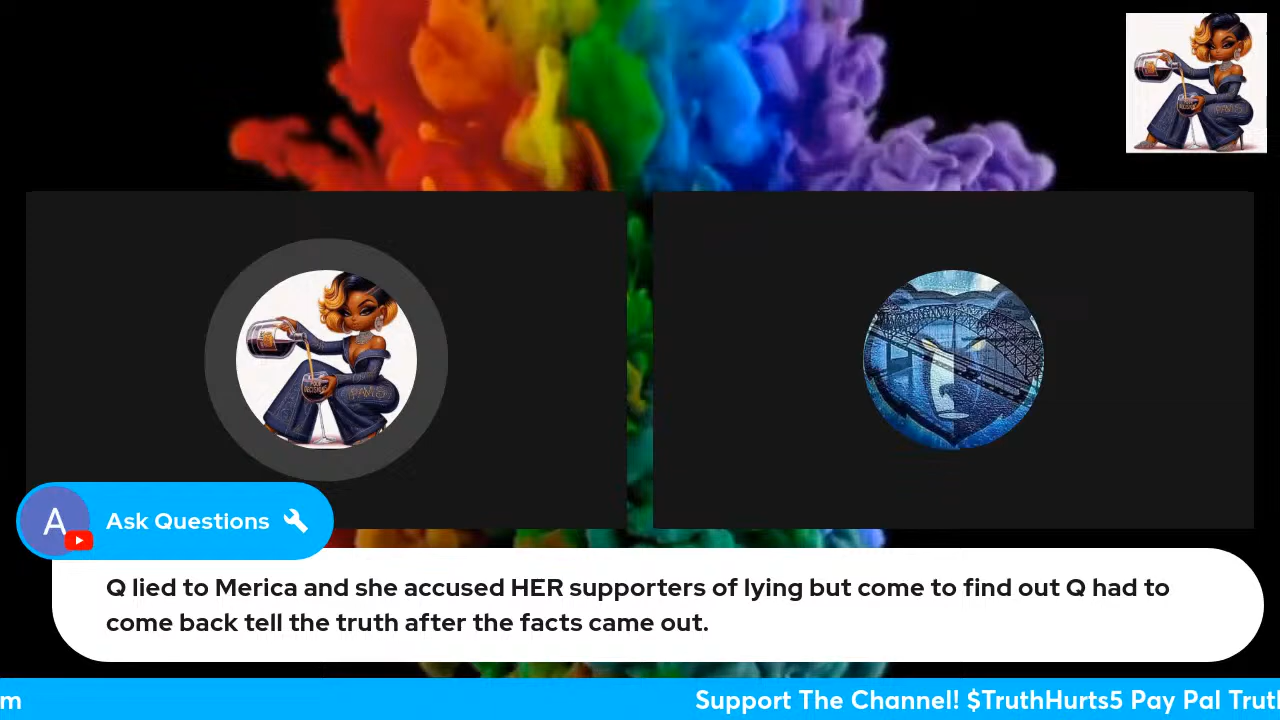 A Ask Questions
Q lied to Merica and she accused HER supporters of lying but come to find out Q had to
come back tell the truth after the facts came out.
m Support The Channel! $TruthHurts5 Pay Pal Trutl